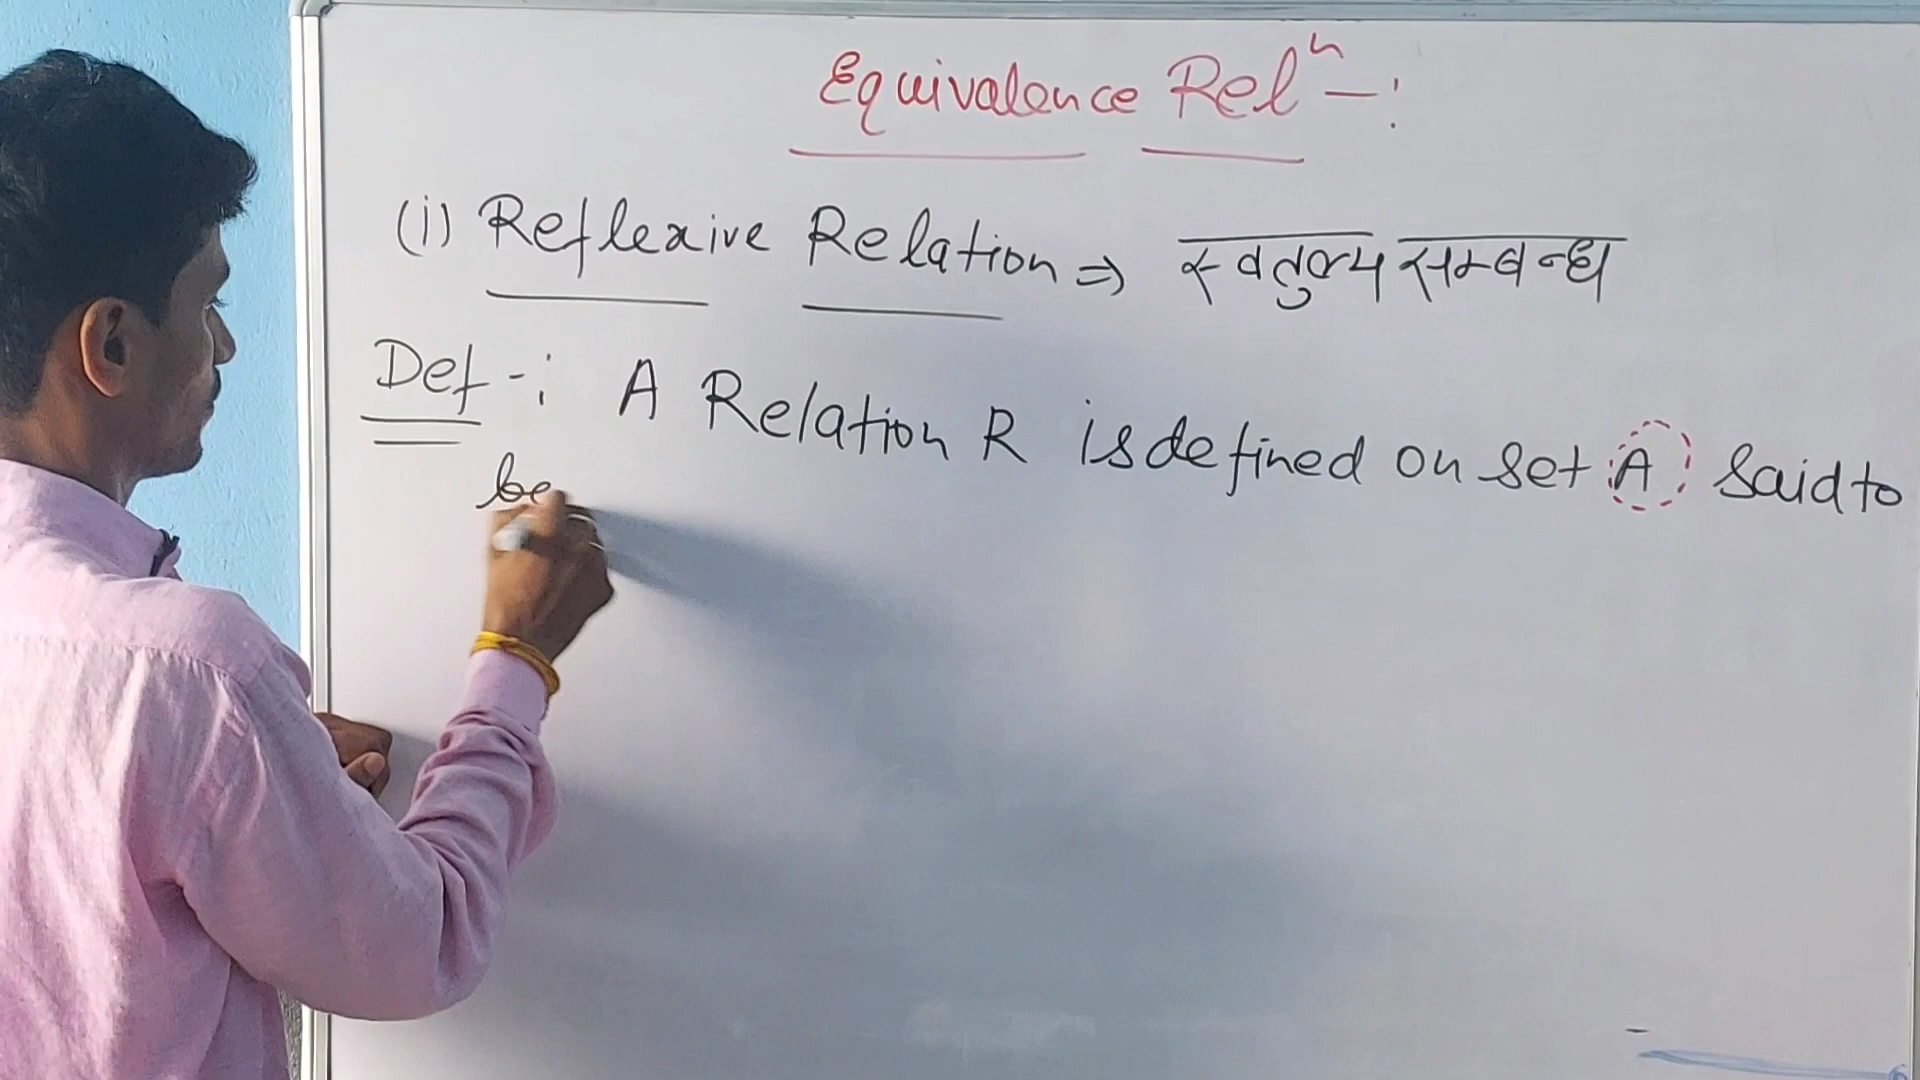 Equivalence Relⁿ -:
(i) Reflexive Relation ⇒ स्वतुल्य सम्बन्ध
Def -: A Relation R is defined on set A said to
be